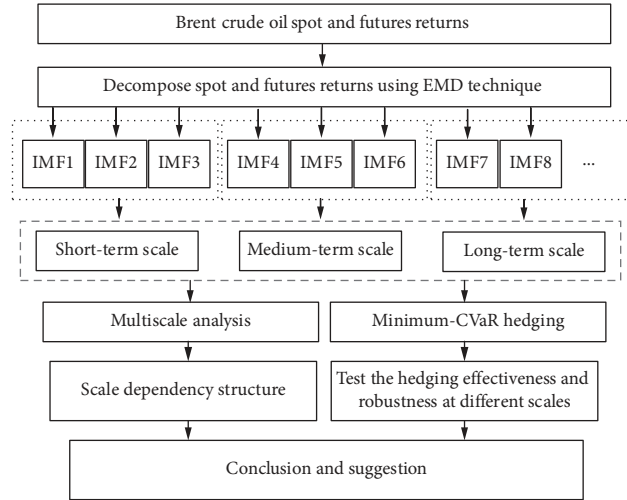 Brent crude oil spot and futures returns
Decompose spot and futures returns using EMD technique
IMF1 IMF2 IMF3 IMF4 IMF5 IMF6 IMF7 IMF8 ...
Short-term scale Medium-term scale Long-term scale
Multiscale analysis Minimum-CVaR hedging
Scale dependency structure
Test the hedging effectiveness and
robustness at different scales
Conclusion and suggestion